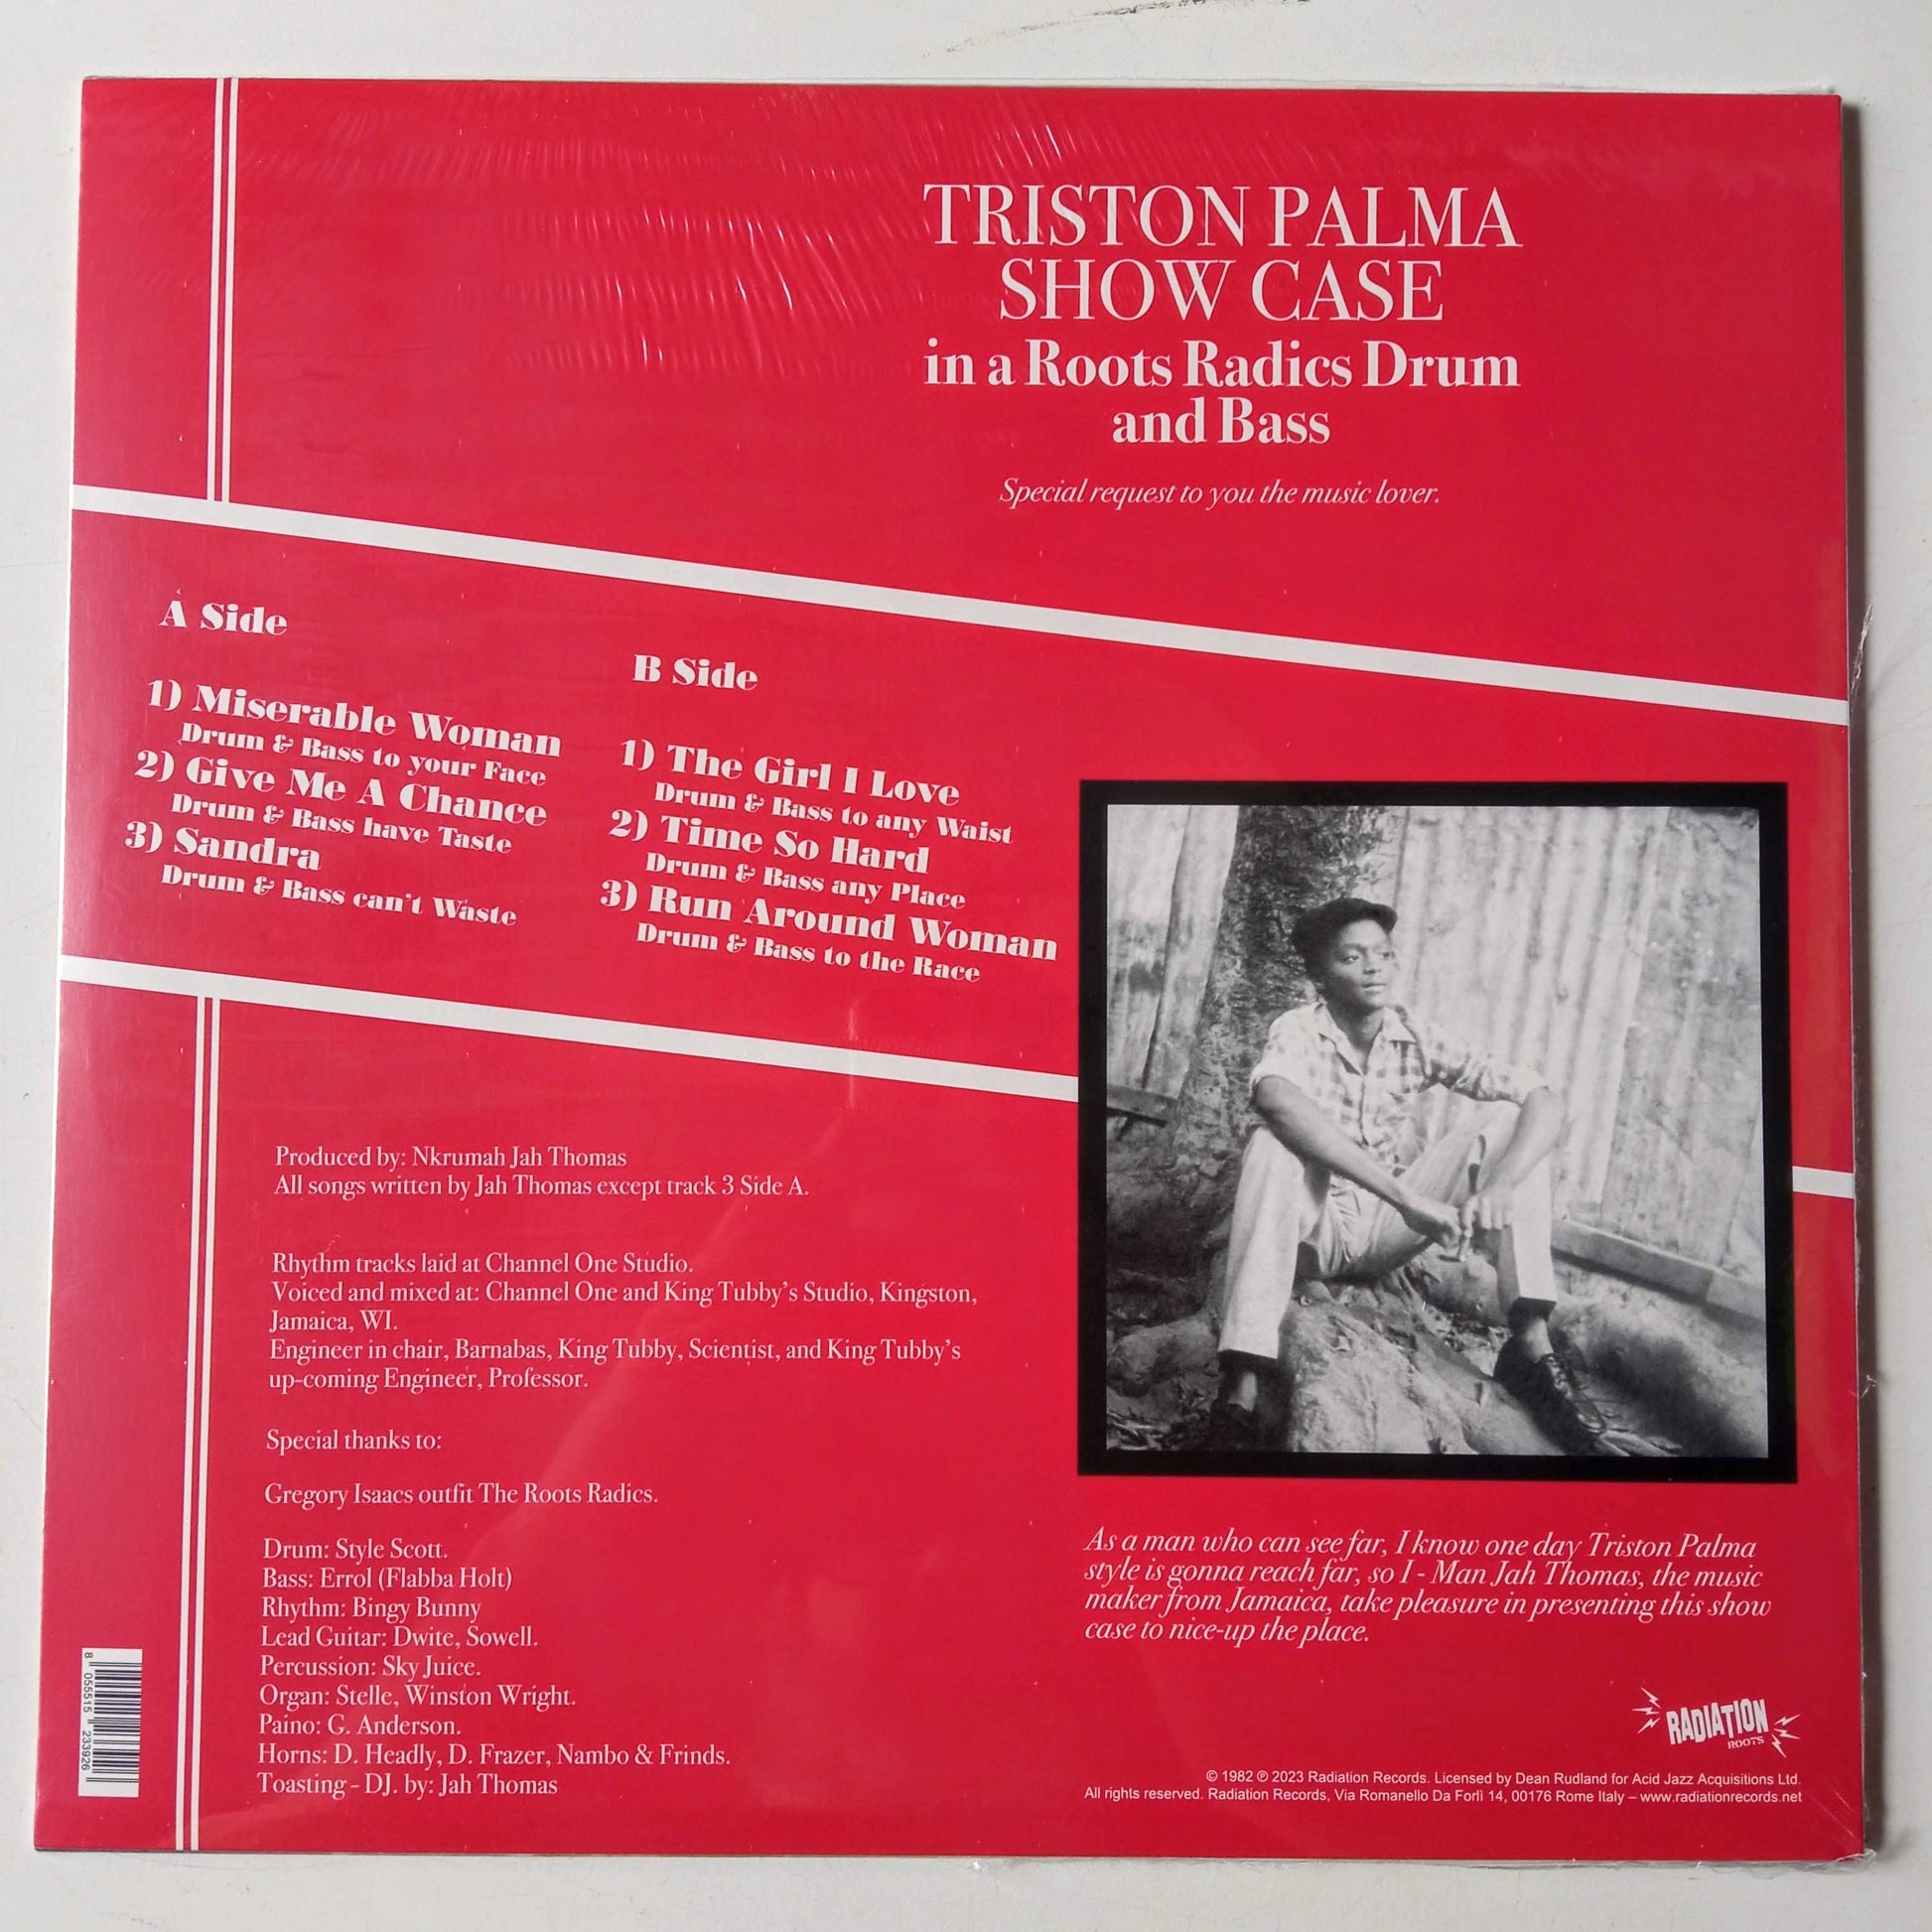 TRISTON PALMA
SHOW CASE
in a Roots Radics Drum
and Bass
Special request to you the music lover.
A Side
1) Miserable Woman
Drum & Bass to your Face
2) Give Me A Chance
Drum & Bass have Taste
3) Sandra
Drum & Bass can't Waste
B Side
1) The Girl I Love
Drum & Bass to any Waist
2) Time So Hard
Drum & Bass any Place
3) Run Around Woman
Drum & Bass to the Race
Produced by: Nkrumah Jah Thomas
All songs written by Jah Thomas except track 3 Side A.
Rhythm tracks laid at Channel One Studio.
Voiced and mixed at: Channel One and King Tubby's Studio, Kingston,
Jamaica, WI.
Engineer in chair, Barnabas, King Tubby, Scientist, and King Tubby's
up-coming Engineer, Professor.
Special thanks to:
Gregory Isaacs outfit The Roots Radics.
Drum: Style Scott.
Bass: Errol (Flabba Holt)
Rhythm: Bingy Bunny
Lead Guitar: Dwite, Sowell.
Percussion: Sky Juice.
Organ: Stelle, Winston Wright.
Paino: G. Anderson.
Horns: D. Headly, D. Frazer, Nambo & Frinds.
Toasting - DJ. by: Jah Thomas
8 055515 233926
As a man who can see far, I know one day Triston Palma
style is gonna reach far, so I - Man Jah Thomas, the music
maker from Jamaica, take pleasure in presenting this show
case to nice-up the place.
RADIATION
ROOTS
© 1982 ℗ 2023 Radiation Records. Licensed by Dean Rudland for Acid Jazz Acquisitions Ltd.
All rights reserved. Radiation Records, Via Romanello Da Forlì 14, 00176 Rome Italy – www.radiationrecords.net